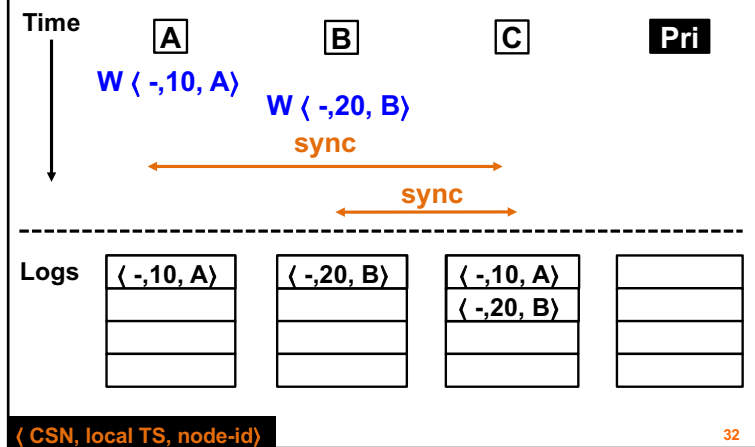 Time
A B C Pri
W ⟨ -,10, A⟩
W ⟨ -,20, B⟩
sync
sync
Logs ⟨ -,10, A⟩ ⟨ -,20, B⟩ ⟨ -,10, A⟩
⟨ -,20, B⟩
⟨ CSN, local TS, node-id⟩ 32